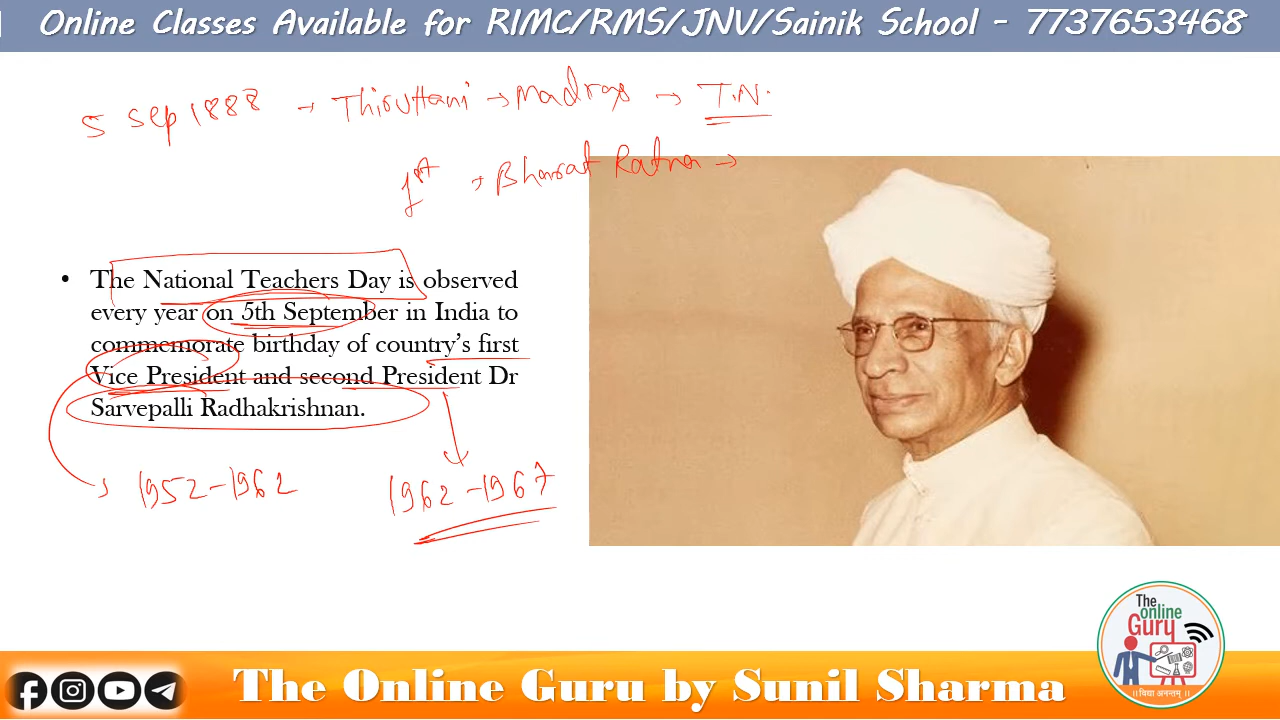 Online Classes Available for RIMC/RMS/JNV/Sainik School - 7737653468
5 Sep 1888 → Thiruttani → Madras → T.N.
1st → Bharat Ratna →
• The National Teachers Day is observed
every year on 5th September in India to
commemorate birthday of country's first
Vice President and second President Dr
Sarvepalli Radhakrishnan.
→ 1952-1962
1962-1967
The
online
Gury
।। विद्या अनन्तम् ।।
The Online Guru by Sunil Sharma